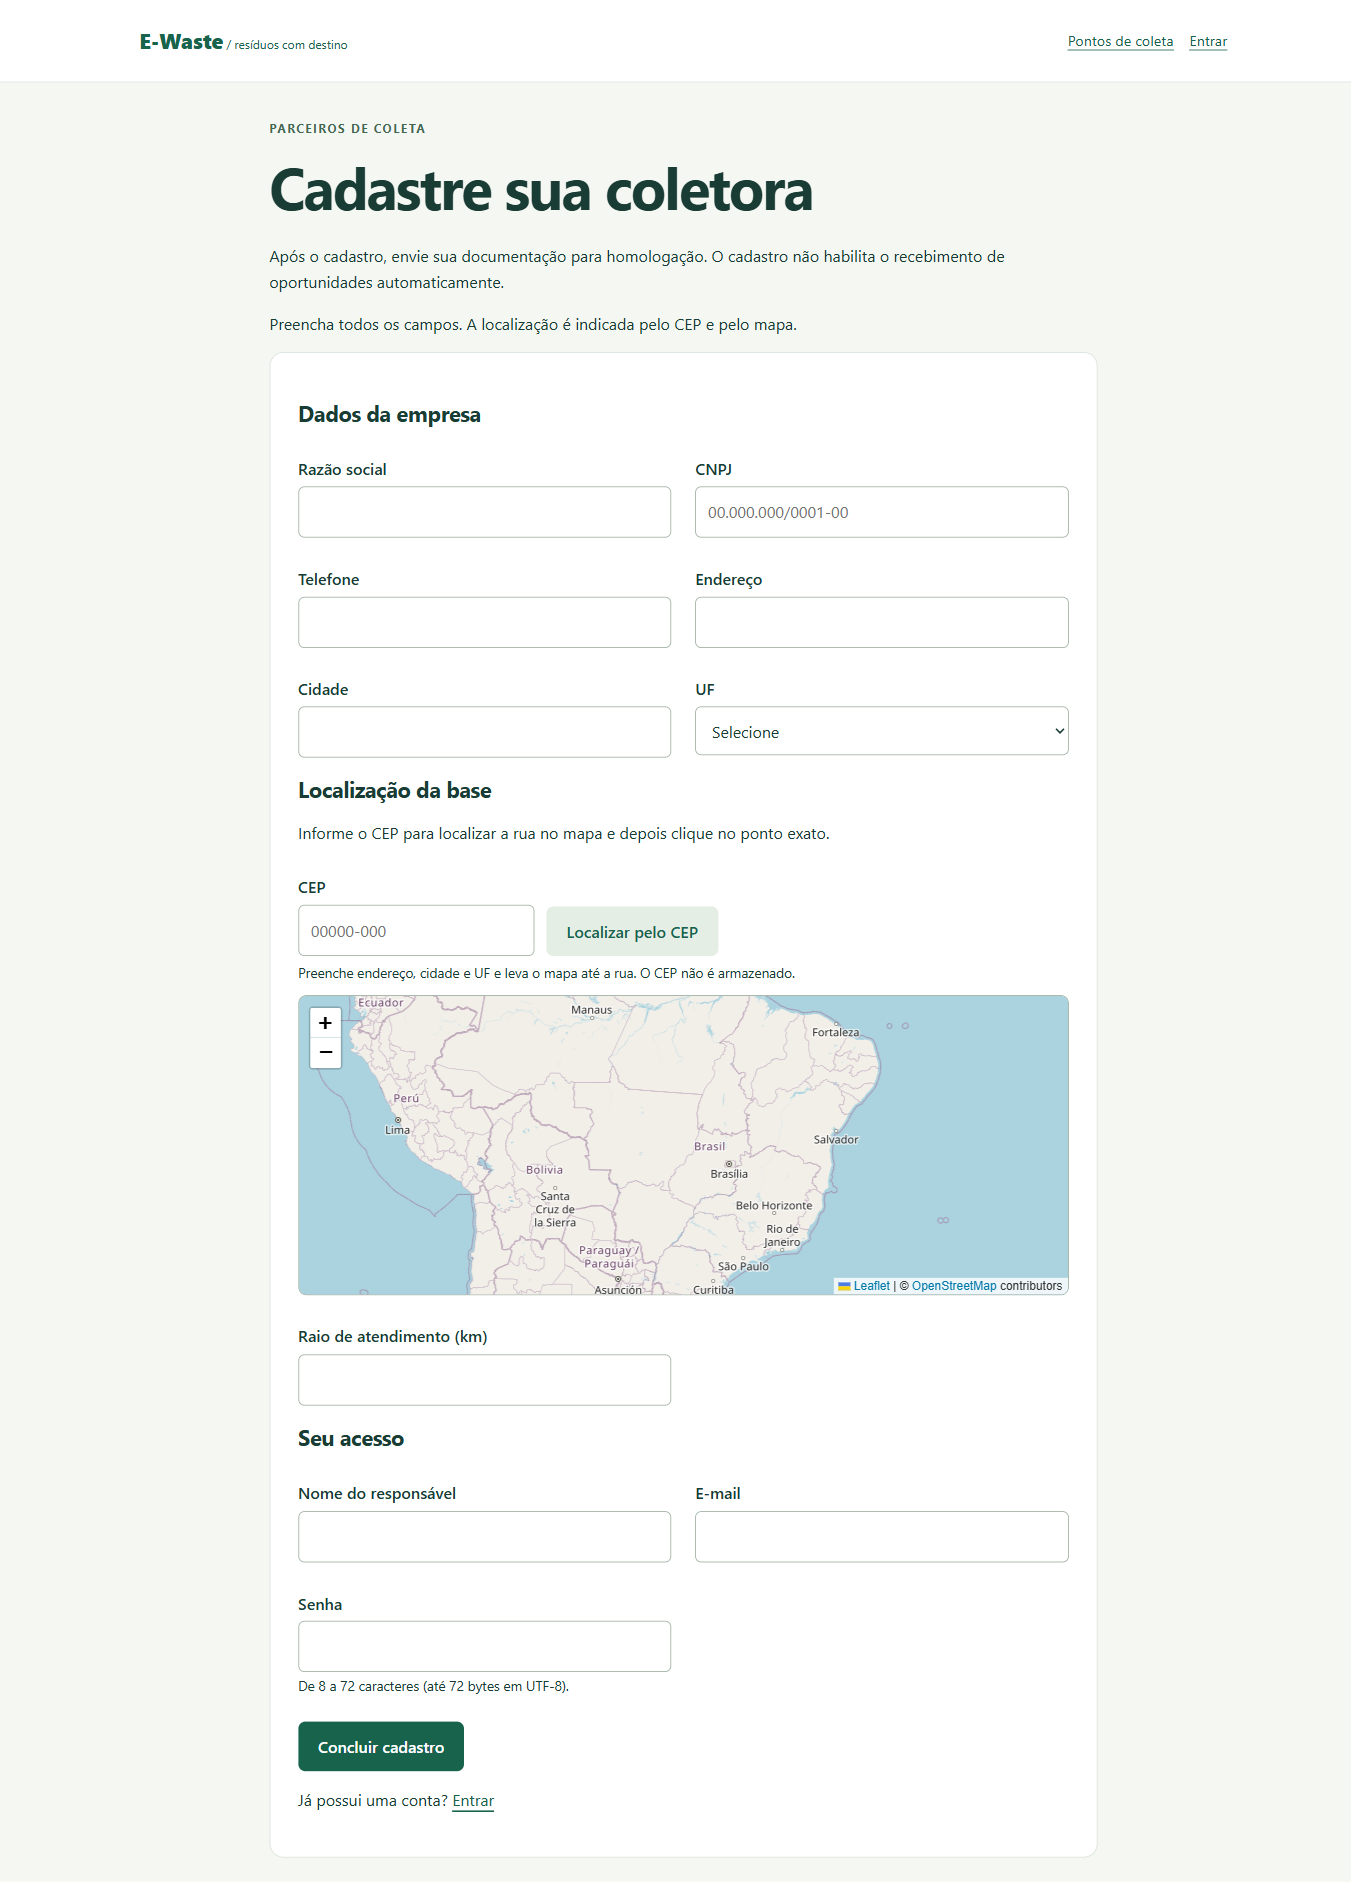 E-Waste / resíduos com destino
Pontos de coleta Entrar
PARCEIROS DE COLETA
Cadastre sua coletora
Após o cadastro, envie sua documentação para homologação. O cadastro não habilita o recebimento de
oportunidades automaticamente.
Preencha todos os campos. A localização é indicada pelo CEP e pelo mapa.
Dados da empresa
Razão social
CNPJ
00.000.000/0001-00
Telefone
Endereço
Cidade
UF
Selecione
Localização da base
Informe o CEP para localizar a rua no mapa e depois clique no ponto exato.
CEP
00000-000
Localizar pelo CEP
Preenche endereço, cidade e UF e leva o mapa até a rua. O CEP não é armazenado.
+
−
Ecuador
Manaus
Fortaleza
Perú
Lima
Brasil
Salvador
Bolivia
Brasília
Santa
Cruz de
la Sierra
Belo Horizonte
Rio de
Janeiro
Paraguay /
Paraguái
São Paulo
Asunción
Curitiba
Leaflet | © OpenStreetMap contributors
Raio de atendimento (km)
Seu acesso
Nome do responsável
E-mail
Senha
De 8 a 72 caracteres (até 72 bytes em UTF-8).
Concluir cadastro
Já possui uma conta? Entrar